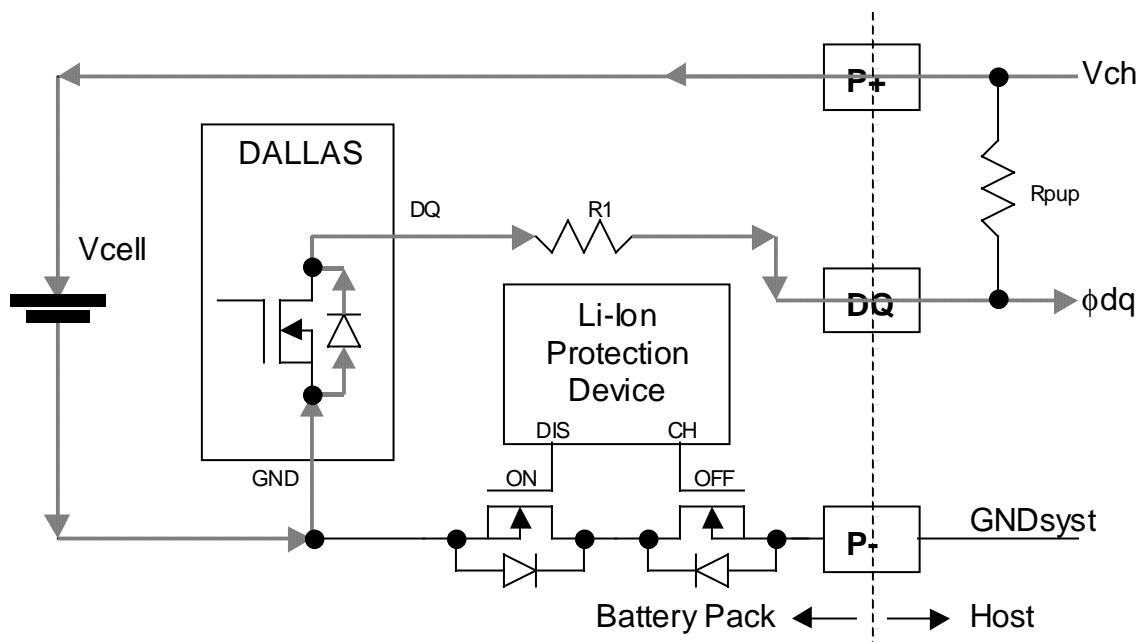 P+
Vch
DALLAS
DQ
R1
Rpup
Vcell
DQ
ϕdq
Li-Ion
Protection
Device
DIS
CH
GND
ON
OFF
P-
GNDsyst
Battery Pack
Host